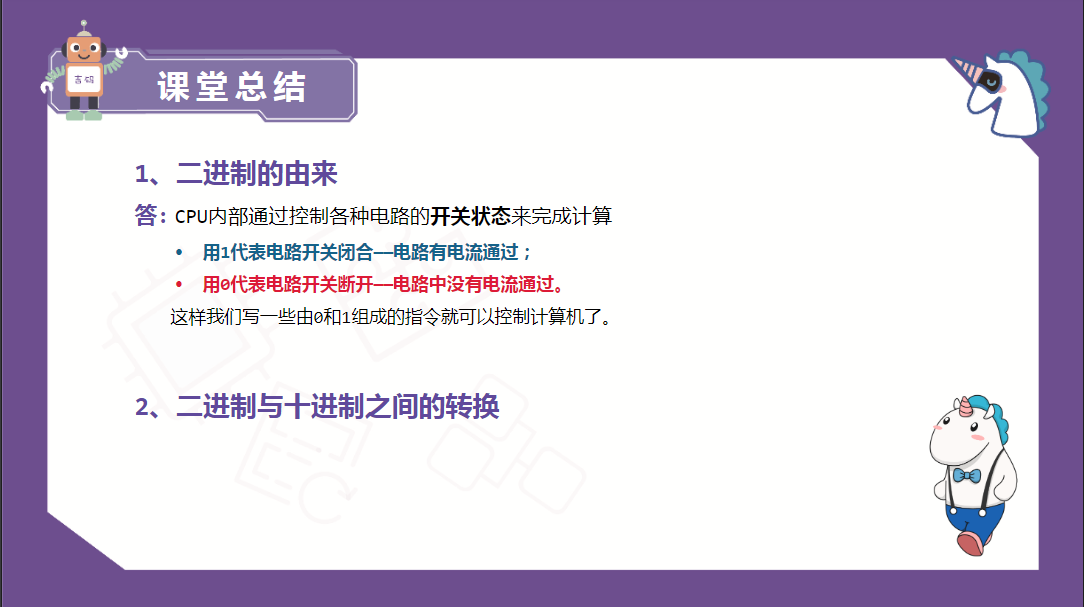 吉码
课堂总结
1、二进制的由来
答：CPU内部通过控制各种电路的开关状态来完成计算
• 用1代表电路开关闭合——电路有电流通过；
• 用0代表电路开关断开——电路中没有电流通过。
这样我们写一些由0和1组成的指令就可以控制计算机了。
2、二进制与十进制之间的转换